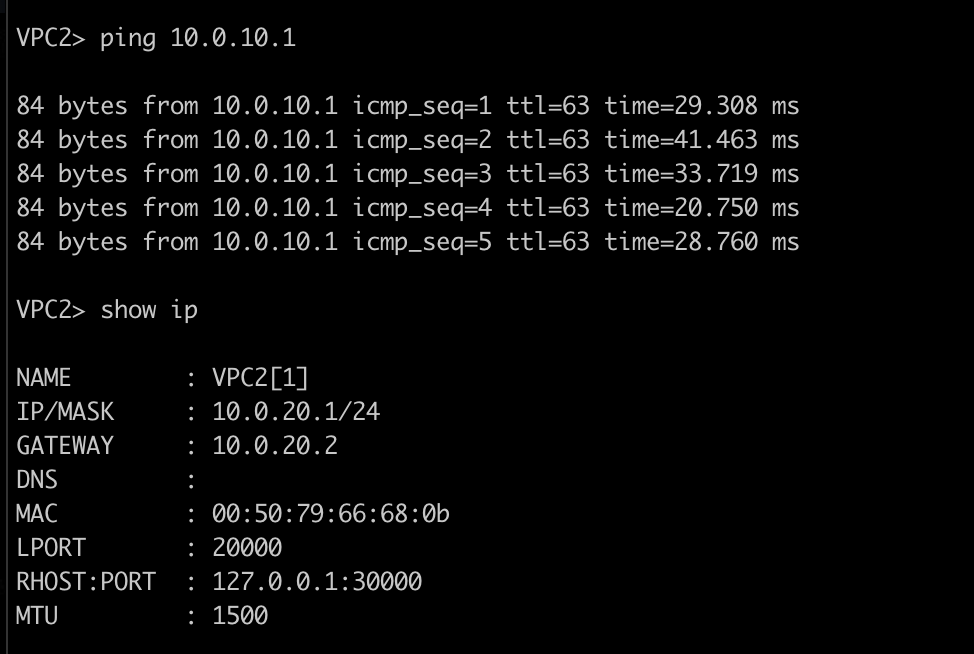 VPC2> ping 10.0.10.1
84 bytes from 10.0.10.1 icmp_seq=1 ttl=63 time=29.308 ms
84 bytes from 10.0.10.1 icmp_seq=2 ttl=63 time=41.463 ms
84 bytes from 10.0.10.1 icmp_seq=3 ttl=63 time=33.719 ms
84 bytes from 10.0.10.1 icmp_seq=4 ttl=63 time=20.750 ms
84 bytes from 10.0.10.1 icmp_seq=5 ttl=63 time=28.760 ms
VPC2> show ip
NAME        : VPC2[1]
IP/MASK     : 10.0.20.1/24
GATEWAY     : 10.0.20.2
DNS         :
MAC         : 00:50:79:66:68:0b
LPORT       : 20000
RHOST:PORT  : 127.0.0.1:30000
MTU         : 1500